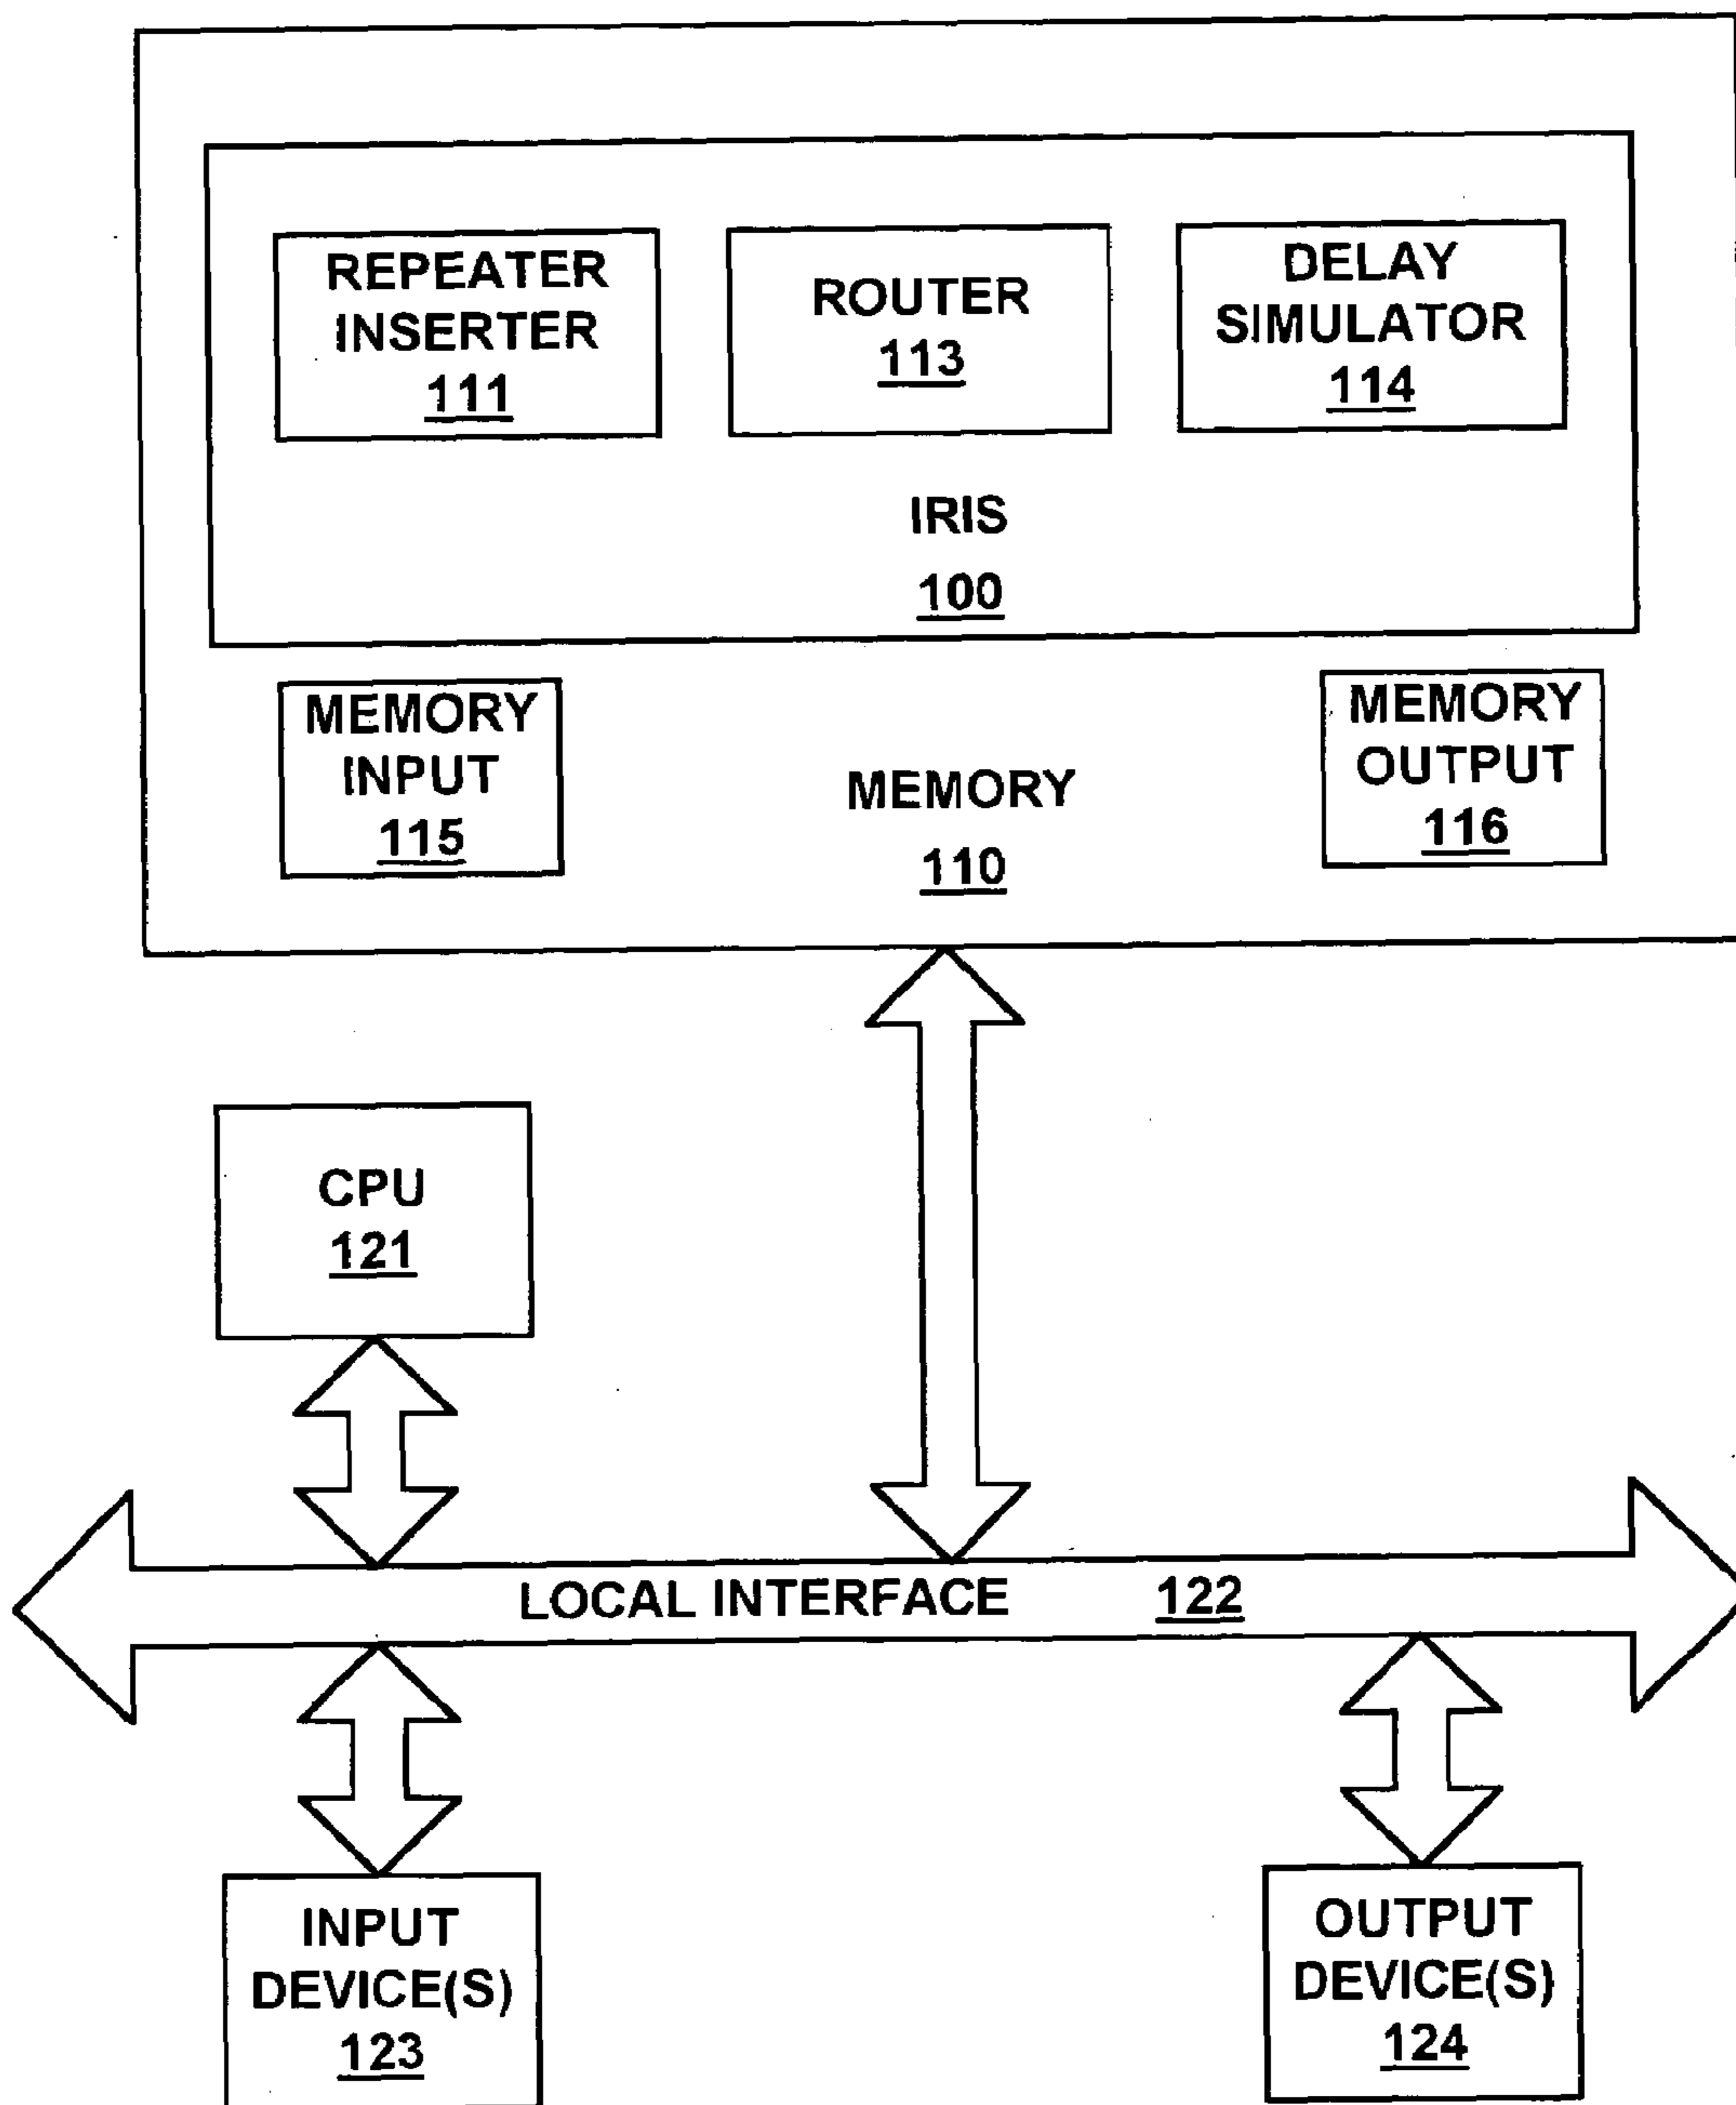 REPEATER
INSERTER
111
ROUTER
113
DELAY
SIMULATOR
114
IRIS
100
MEMORY
INPUT
115
MEMORY
110
MEMORY
OUTPUT
116
CPU
121
LOCAL INTERFACE 122
INPUT
DEVICE(S)
123
OUTPUT
DEVICE(S)
124